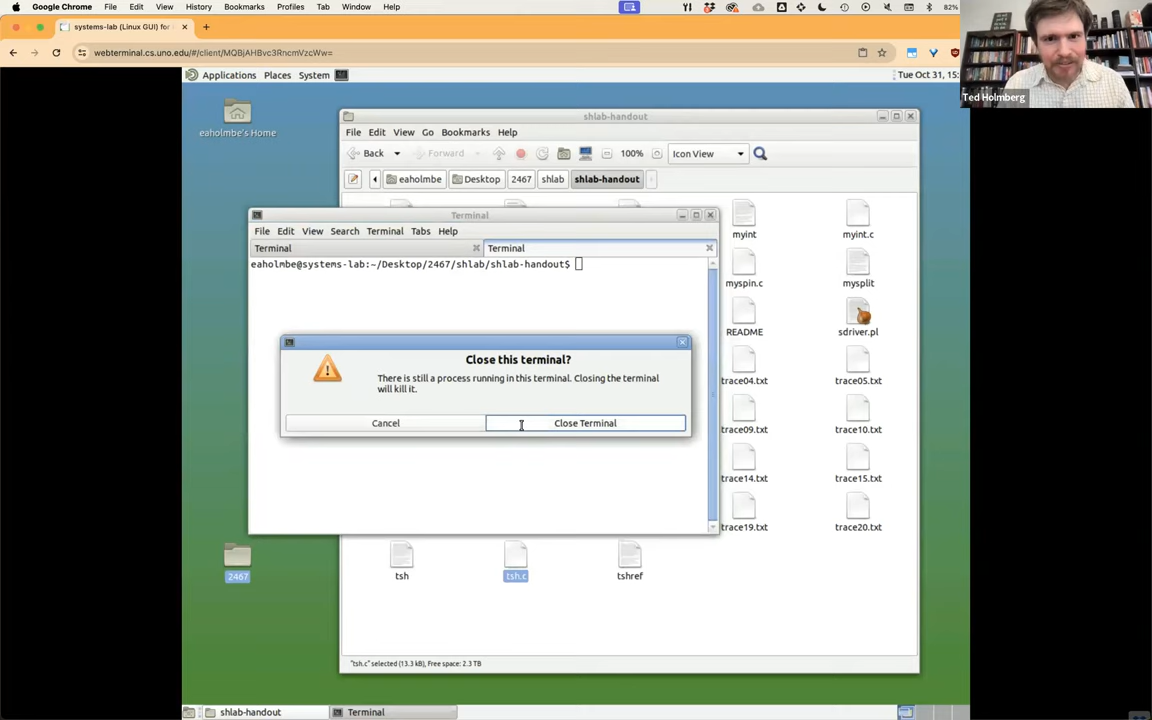 Google Chrome File Edit View History Bookmarks Profiles Tab Window Help 82%
systems-lab (Linux GUI) for
webterminal.cs.uno.edu/#/client/MQBjAHBvc3RncmVzcWw=
Applications Places System Tue Oct 31, 15:
Ted Holmberg
eaholmbe's Home
shlab-handout
File Edit View Go Bookmarks Help
Back Forward 100% Icon View
eaholmbe Desktop 2467 shlab shlab-handout
Terminal
File Edit View Search Terminal Tabs Help
Terminal Terminal
eaholmbe@systems-lab:~/Desktop/2467/shlab/shlab-handout$
Close this terminal?
There is still a process running in this terminal. Closing the terminal
will kill it.
Cancel Close Terminal
myint myint.c
myspin.c mysplit
README sdriver.pl
trace04.txt trace05.txt
trace09.txt trace10.txt
trace14.txt trace15.txt
trace19.txt trace20.txt
tsh tsh.c tshref
2467
"tsh.c" selected (13.3 kB), Free space: 2.3 TB
shlab-handout Terminal